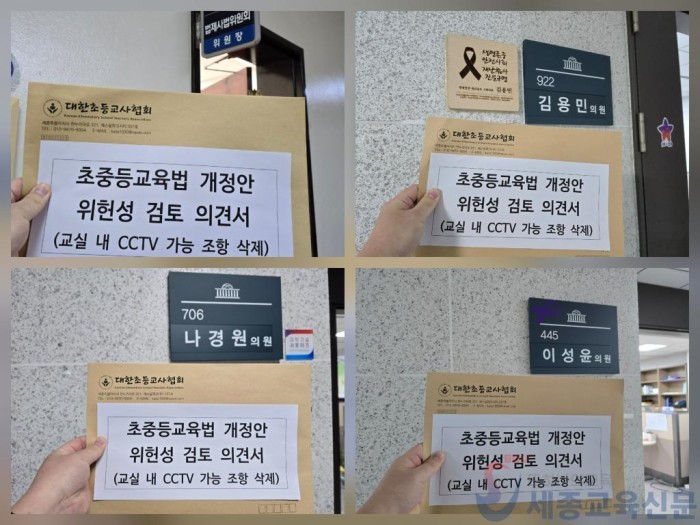 법제사법위원회
위원장
대한초등교사협회
초중등교육법 개정안
위헌성 검토 의견서
(교실 내 CCTV 가능 조항 삭제)
생명존중
안전사회
922
김용민의원
대한초등교사협회
초중등교육법 개정안
위헌성 검토 의견서
(교실 내 CCTV 가능 조항 삭제)
706
나경원의원
대한초등교사협회
초중등교육법 개정안
위헌성 검토 의견서
(교실 내 CCTV 가능 조항 삭제)
445
이성윤의원
대한초등교사협회
초중등교육법 개정안
위헌성 검토 의견서
(교실 내 CCTV 가능 조항 삭제)
세종교육신문